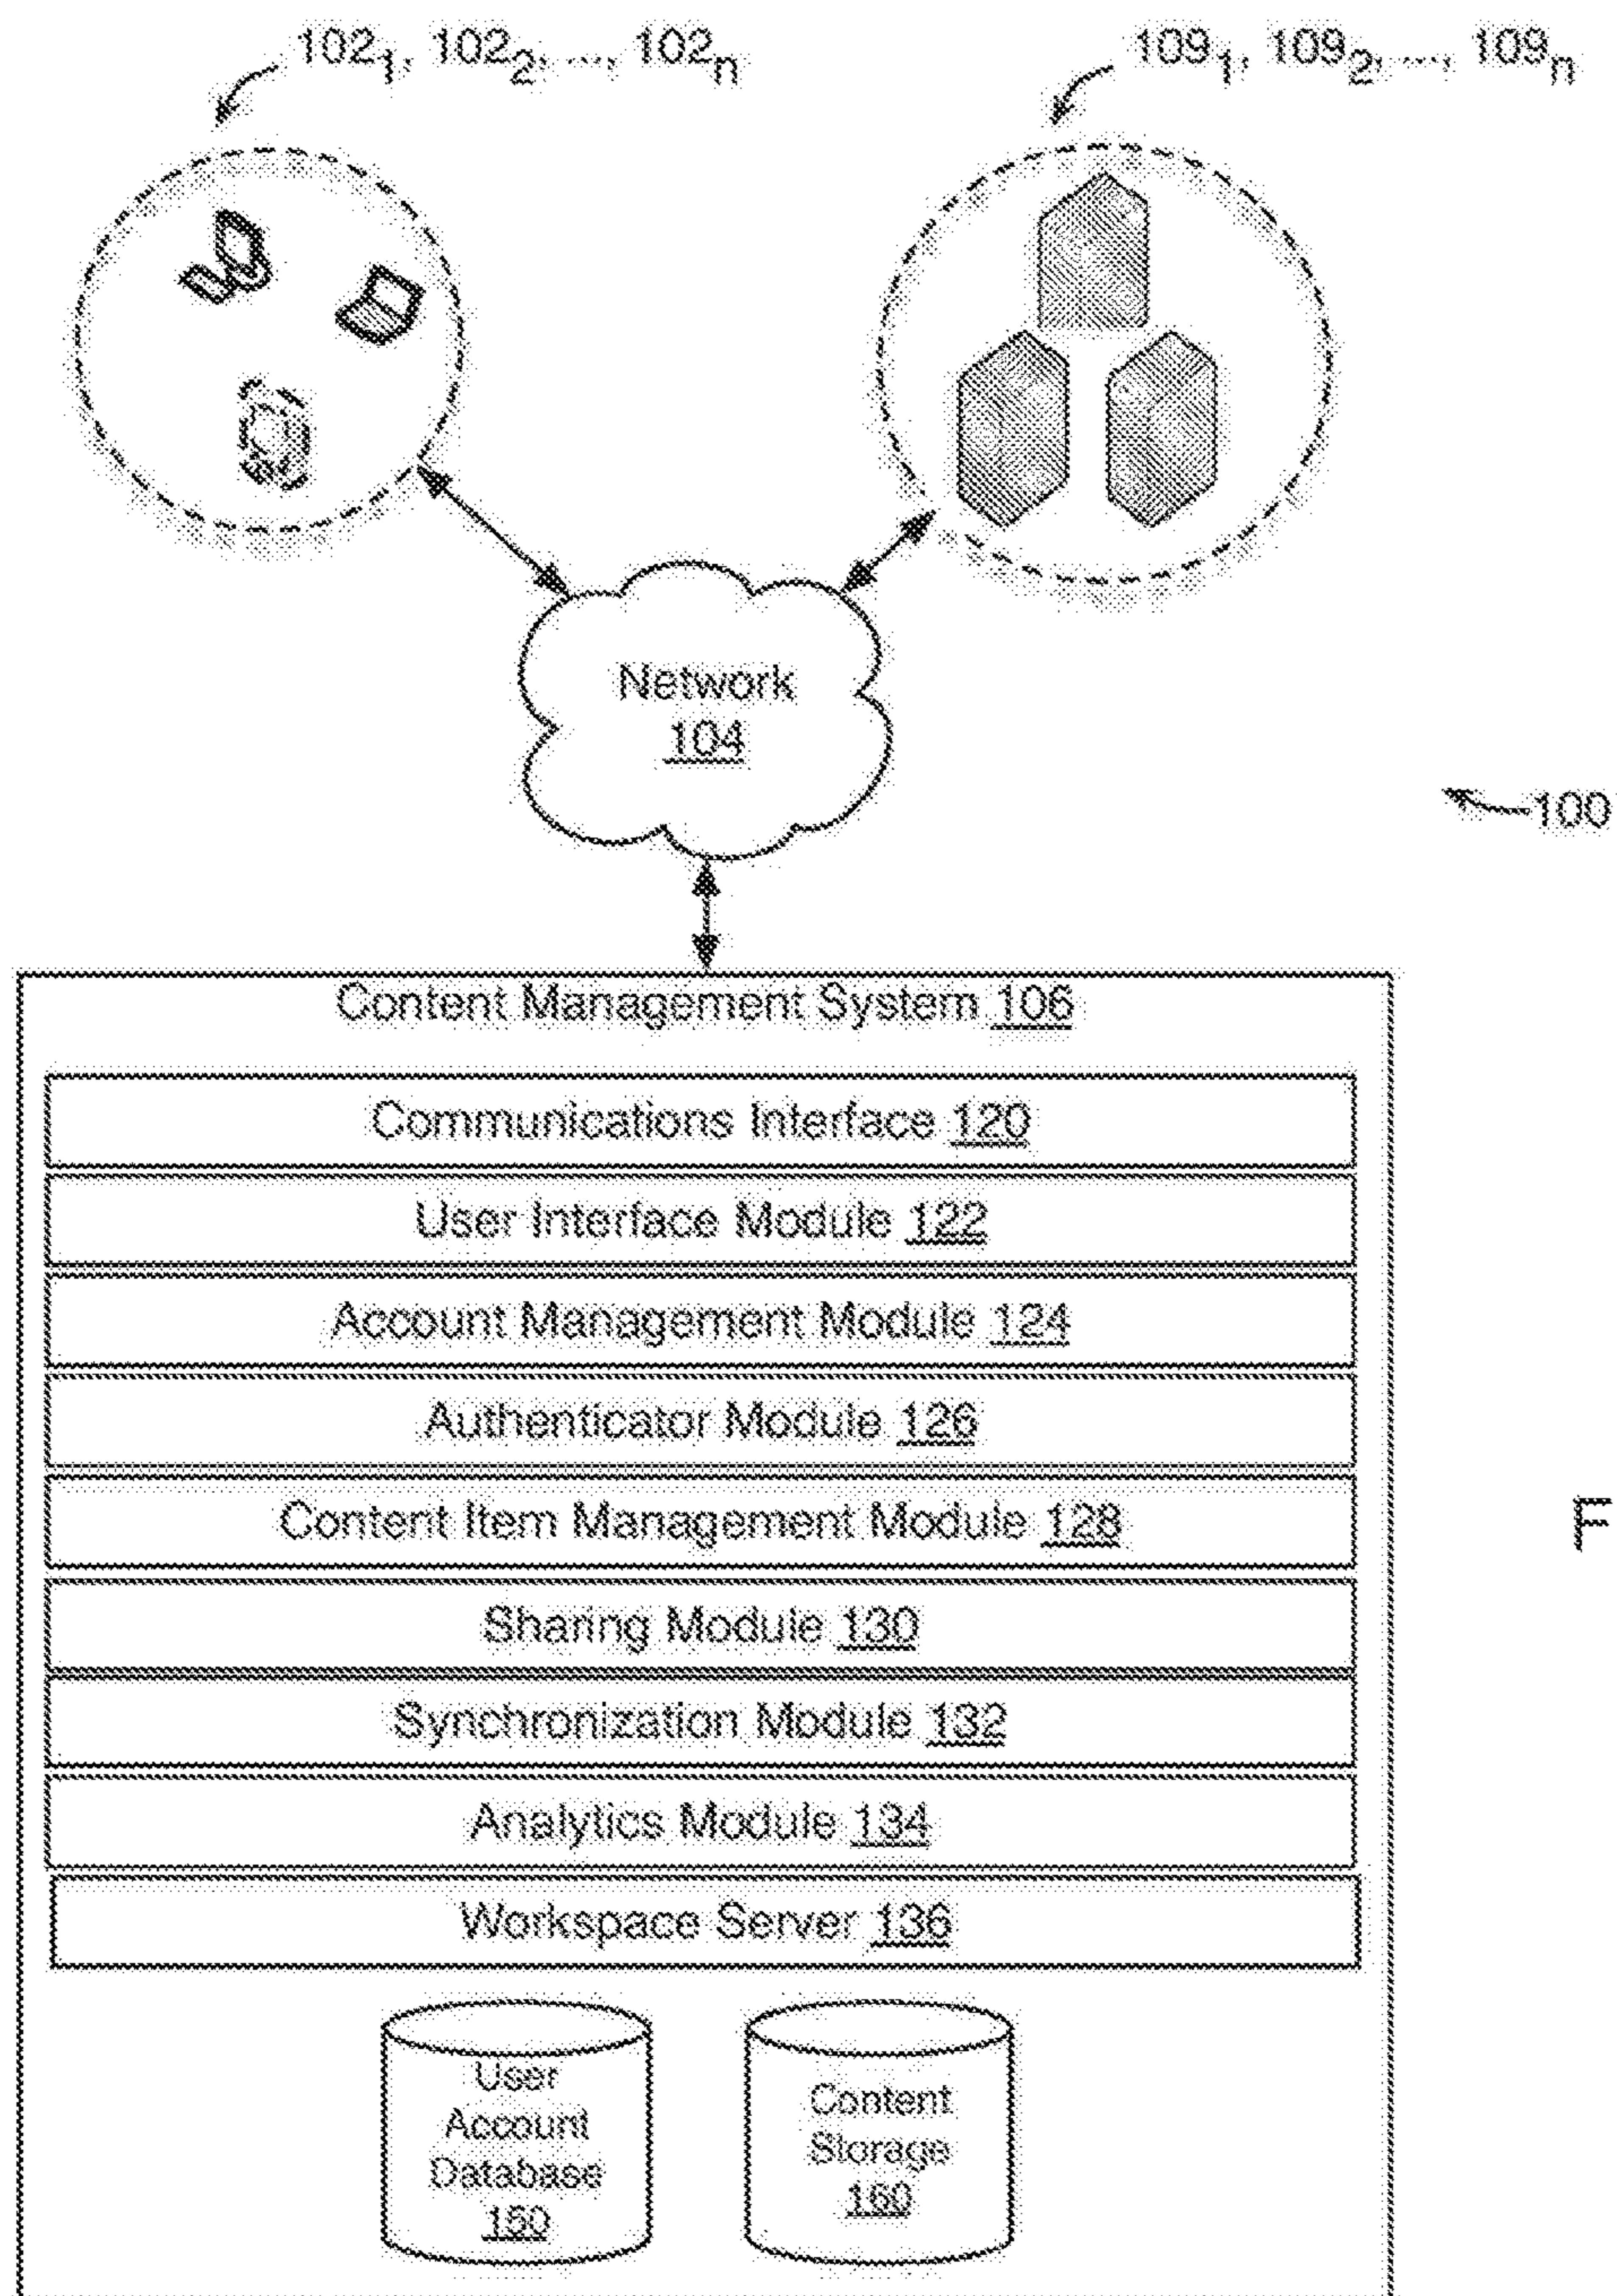 102₁, 102₂, ..., 102ₙ
109₁, 109₂, ..., 109ₙ
Network
104
100
Content Management System 106
Communications Interface 120
User Interface Module 122
Account Management Module 124
Authenticator Module 126
Content Item Management Module 128
F
Sharing Module 130
Synchronization Module 132
Analytics Module 134
Workspace Server 136
User
Account
Database
Content
Storage
160